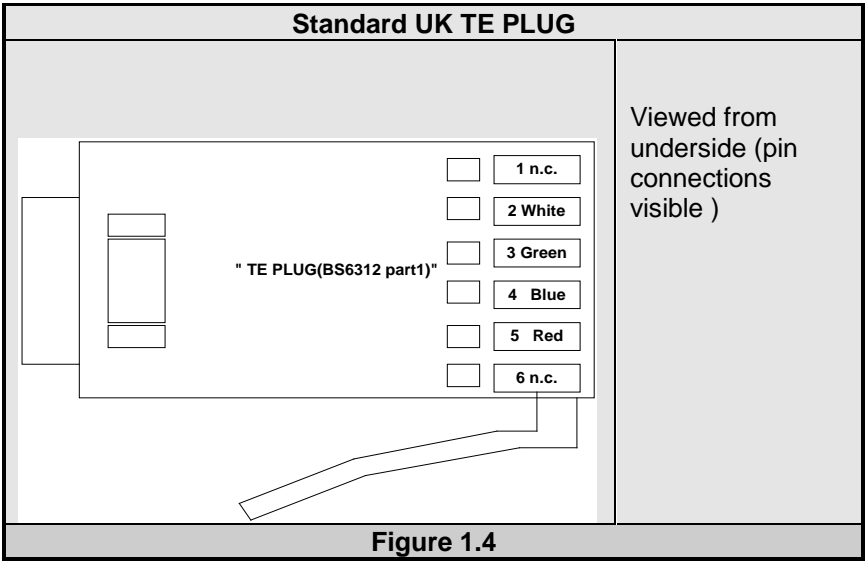 Standard UK TE PLUG
1 n.c.
2 White
3 Green
4 Blue
5 Red
6 n.c.
" TE PLUG(BS6312 part1)"
Viewed from
underside (pin
connections
visible )
Figure 1.4